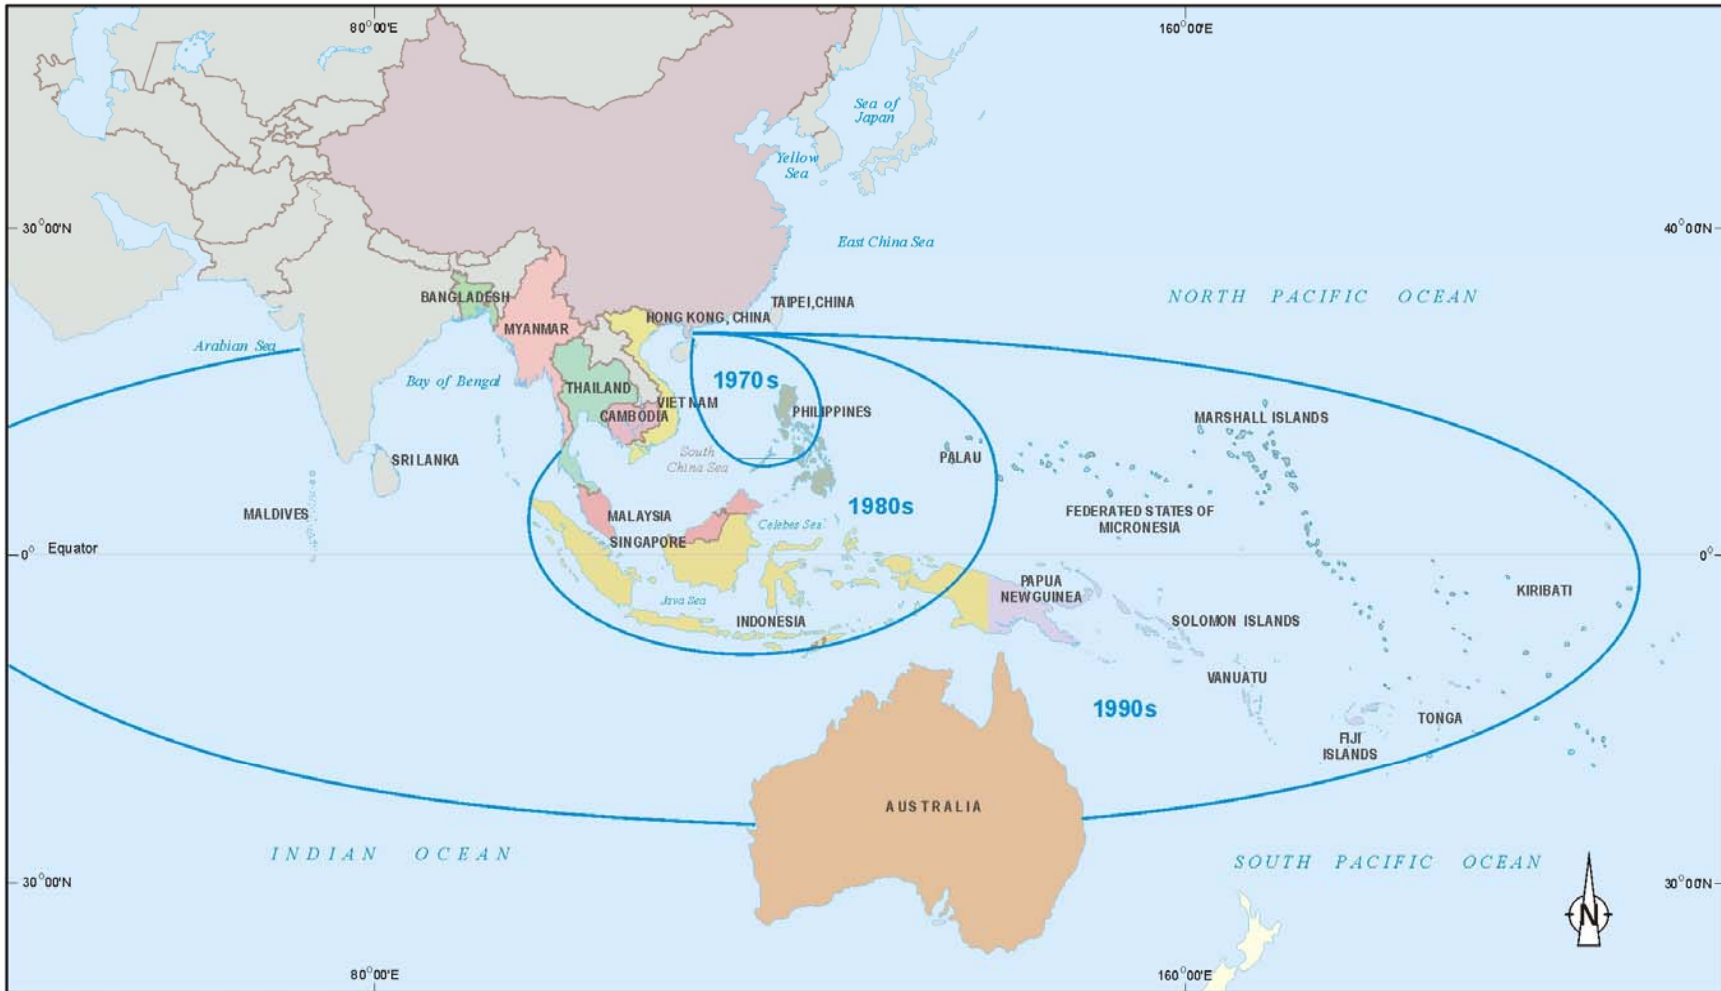 80°00'E
160°00'E
Sea of
Japan
Yellow
Sea
30°00'N
40°00'N
East China Sea
BANGLADESH
TAIPEI,CHINA
NORTH PACIFIC OCEAN
HONG KONG, CHINA
MYANMAR
Arabian Sea
Bay of Bengal
1970s
THAILAND
VIET NAM
CAMBODIA
PHILIPPINES
MARSHALL ISLANDS
SRI LANKA
South
China Sea
PALAU
MALDIVES
MALAYSIA
1980s
FEDERATED STATES OF
MICRONESIA
Celebes Sea
SINGAPORE
0° Equator
0°
PAPUA
NEW GUINEA
KIRIBATI
Java Sea
INDONESIA
SOLOMON ISLANDS
VANUATU
1990s
TONGA
FIJI
ISLANDS
AUSTRALIA
INDIAN OCEAN
SOUTH PACIFIC OCEAN
30°00'N
30°00'N
N
80°00'E
160°00'E